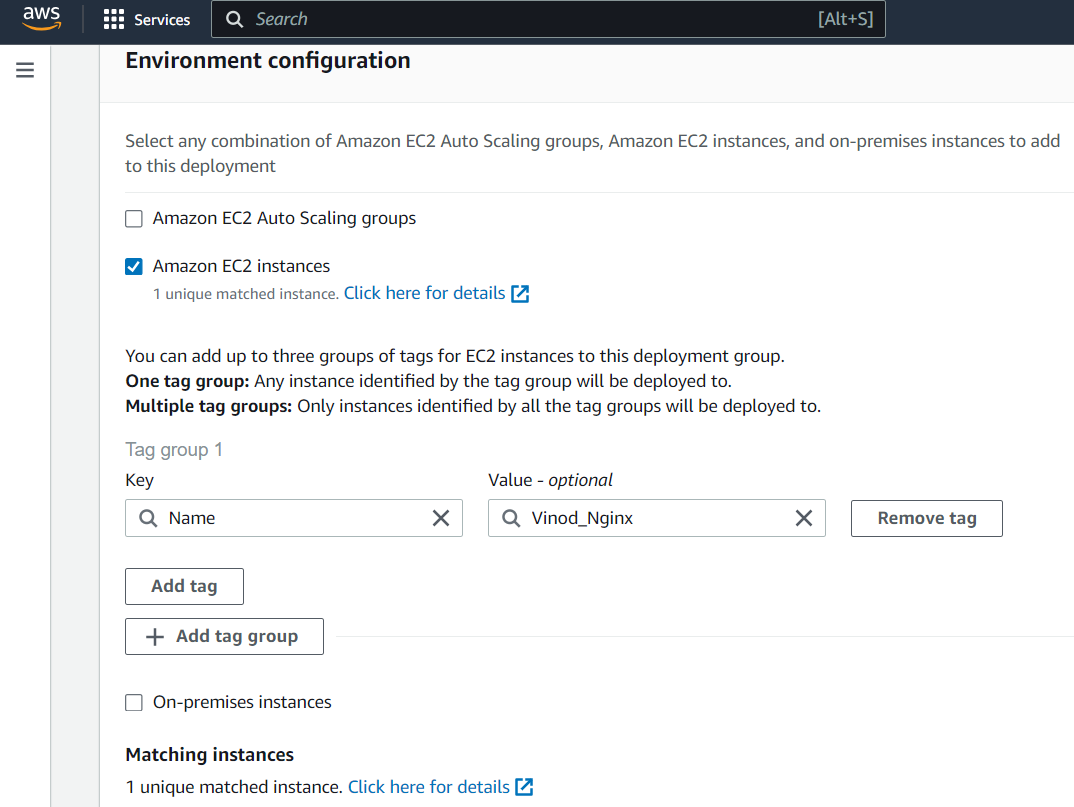 aws
Services
Search
[Alt+S]
Environment configuration
Select any combination of Amazon EC2 Auto Scaling groups, Amazon EC2 instances, and on-premises instances to add
to this deployment
Amazon EC2 Auto Scaling groups
Amazon EC2 instances
1 unique matched instance. Click here for details
You can add up to three groups of tags for EC2 instances to this deployment group.
One tag group: Any instance identified by the tag group will be deployed to.
Multiple tag groups: Only instances identified by all the tag groups will be deployed to.
Tag group 1
Key
Value - optional
Name
Vinod_Nginx
Remove tag
Add tag
Add tag group
On-premises instances
Matching instances
1 unique matched instance. Click here for details